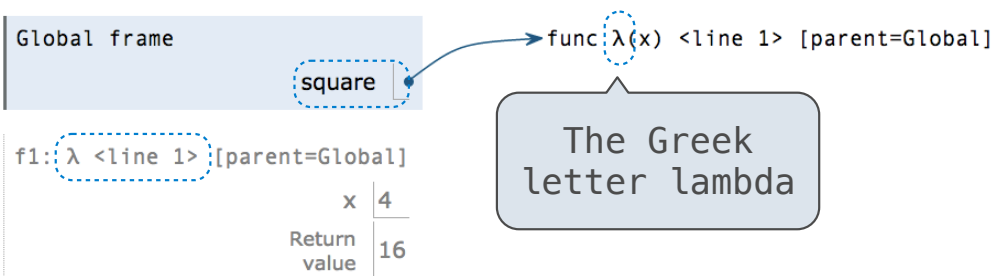 Global frame
func λ(x) <line 1> [parent=Global]
square
The Greek
letter lambda
f1: λ <line 1> [parent=Global]
x 4
Return
value 16